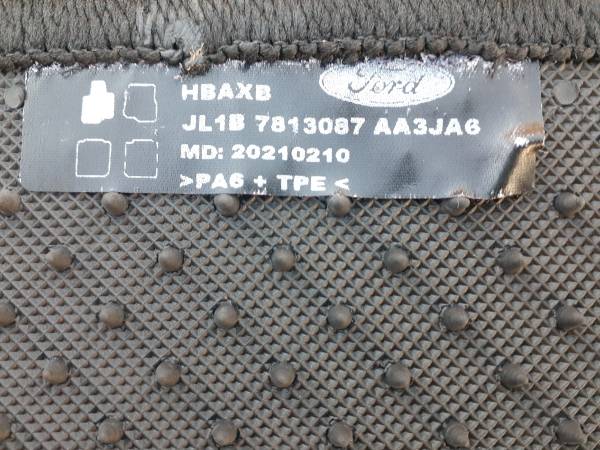 HBAXB
Ford
JL1B 7813087 AA3JA6
MD: 20210210
>PA6 + TPE<